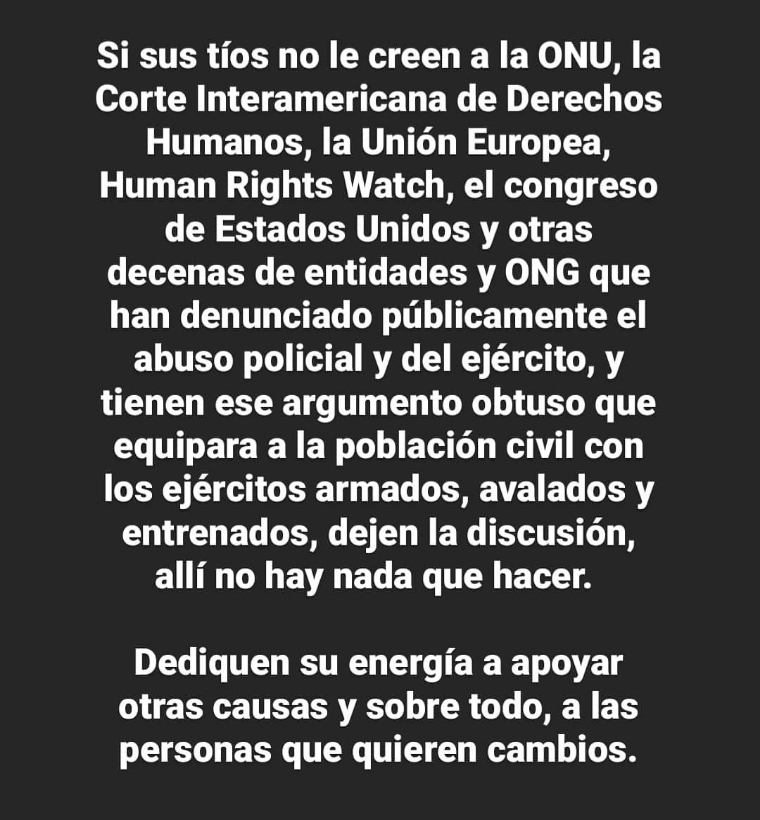 Si sus tíos no le creen a la ONU, la
Corte Interamericana de Derechos
Humanos, la Unión Europea,
Human Rights Watch, el congreso
de Estados Unidos y otras
decenas de entidades y ONG que
han denunciado públicamente el
abuso policial y del ejército, y
tienen ese argumento obtuso que
equipara a la población civil con
los ejércitos armados, avalados y
entrenados, dejen la discusión,
allí no hay nada que hacer.
Dediquen su energía a apoyar
otras causas y sobre todo, a las
personas que quieren cambios.